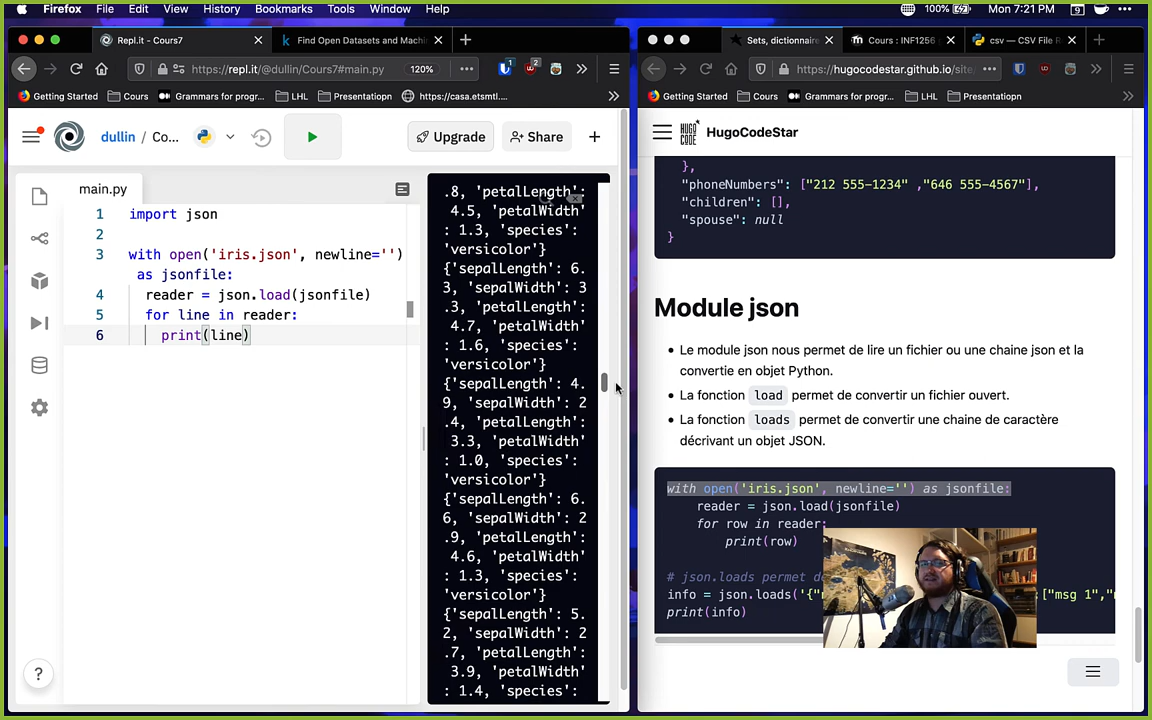 Firefox File Edit View History Bookmarks Tools Window Help 100% Mon 7:21 PM
Repl.it - Cours7
Find Open Datasets and Machi
https://repl.it/@dullin/Cours7#main.py 120%
Getting Started Cours Grammars for progr... LHL Presentatiopn https://casa.etsmtl....
dullin / Co...
Upgrade
Share
main.py
1 import json
2
3 with open('iris.json', newline='')
as jsonfile:
4 reader = json.load(jsonfile)
5 for line in reader:
6 print(line)
.8, 'petalLength':
4.5, 'petalWidth'
: 1.3, 'species':
'versicolor'}
{'sepalLength': 6.
3, 'sepalWidth': 3
.3, 'petalLength':
4.7, 'petalWidth'
: 1.6, 'species':
'versicolor'}
{'sepalLength': 4.
9, 'sepalWidth': 2
.4, 'petalLength':
3.3, 'petalWidth'
: 1.0, 'species':
'versicolor'}
{'sepalLength': 6.
6, 'sepalWidth': 2
.9, 'petalLength':
4.6, 'petalWidth'
: 1.3, 'species':
'versicolor'}
{'sepalLength': 5.
2, 'sepalWidth': 2
.7, 'petalLength':
3.9, 'petalWidth'
: 1.4, 'species':
?
Sets, dictionnaire
Cours : INF1256
csv — CSV File R
https://hugocodestar.github.io/site/
Getting Started Cours Grammars for progr... LHL Presentatiopn
HUGO CODE
HugoCodeStar
},
"phoneNumbers": ["212 555-1234" ,"646 555-4567"],
"children": [],
"spouse": null
}
Module json
Le module json nous permet de lire un fichier ou une chaine json et la
convertie en objet Python.
La fonction load permet de convertir un fichier ouvert.
La fonction loads permet de convertir une chaine de caractère
décrivant un objet JSON.
with open('iris.json', newline='') as jsonfile:
reader = json.load(jsonfile)
for row in reader:
print(row)
# json.loads permet de
info = json.loads('{"
:["msg 1","
print(info)